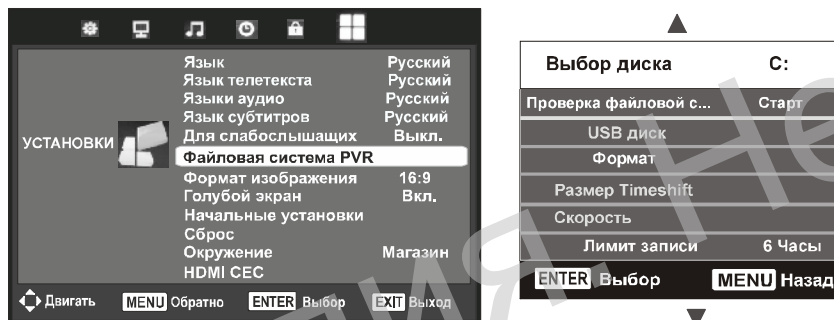 Язык Русский
Язык телетекста Русский
Языки аудио Русский
Язык субтитров Русский
УСТАНОВКИ
Для слабослышащих Выкл.
Файловая система PVR
Формат изображения 16:9
Голубой экран Вкл.
Начальные установки
Сброс
Окружение Магазин
HDMI CEC
Двигать MENU Обратно ENTER Выбор EXIT Выход
Выбор диска C:
Проверка файловой с... Старт
USB диск
Формат
Размер Timeshift
Скорость
Лимит записи 6 Часы
ENTER Выбор MENU Назад